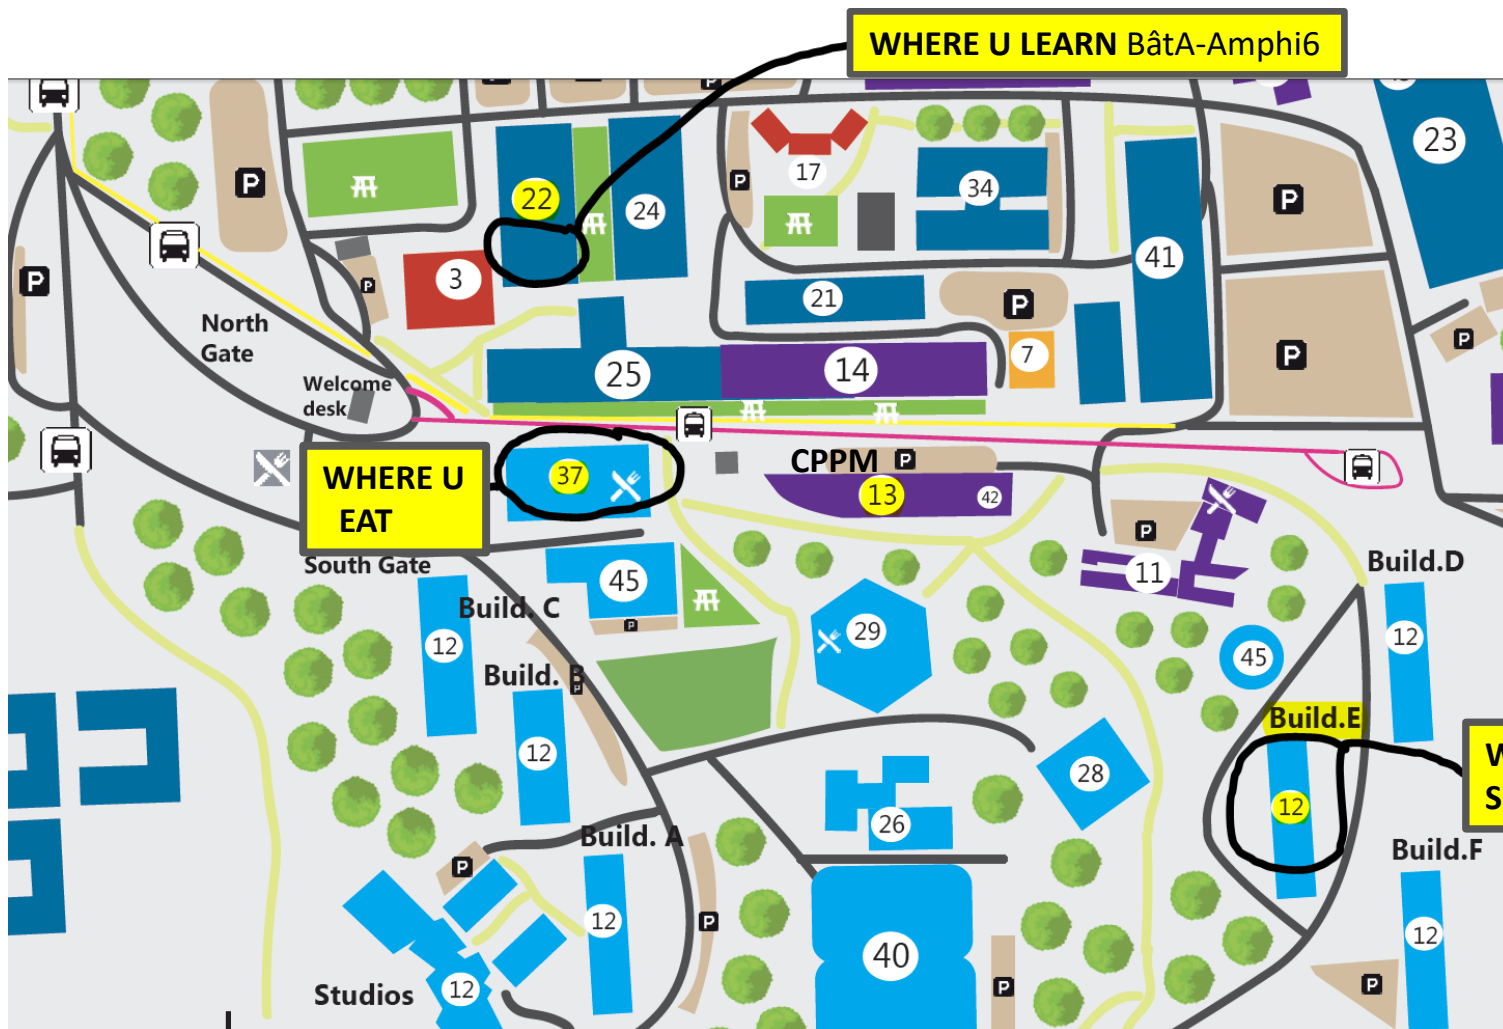 WHERE U LEARN BâtA-Amphi6
23
P
22
24
17
P
34
P
41
P
3
P
21
P
P
P
North
Gate
25
14
7
P
Welcome
desk
WHERE U
EAT
37
CPPM P
13
42
P
South Gate
45
11
Build.D
Build. C
P
29
12
12
45
Build. B
P
Build.E
12
28
12
26
Build. A
Build.F
P
12
P
12
40
Studios
12
P
P